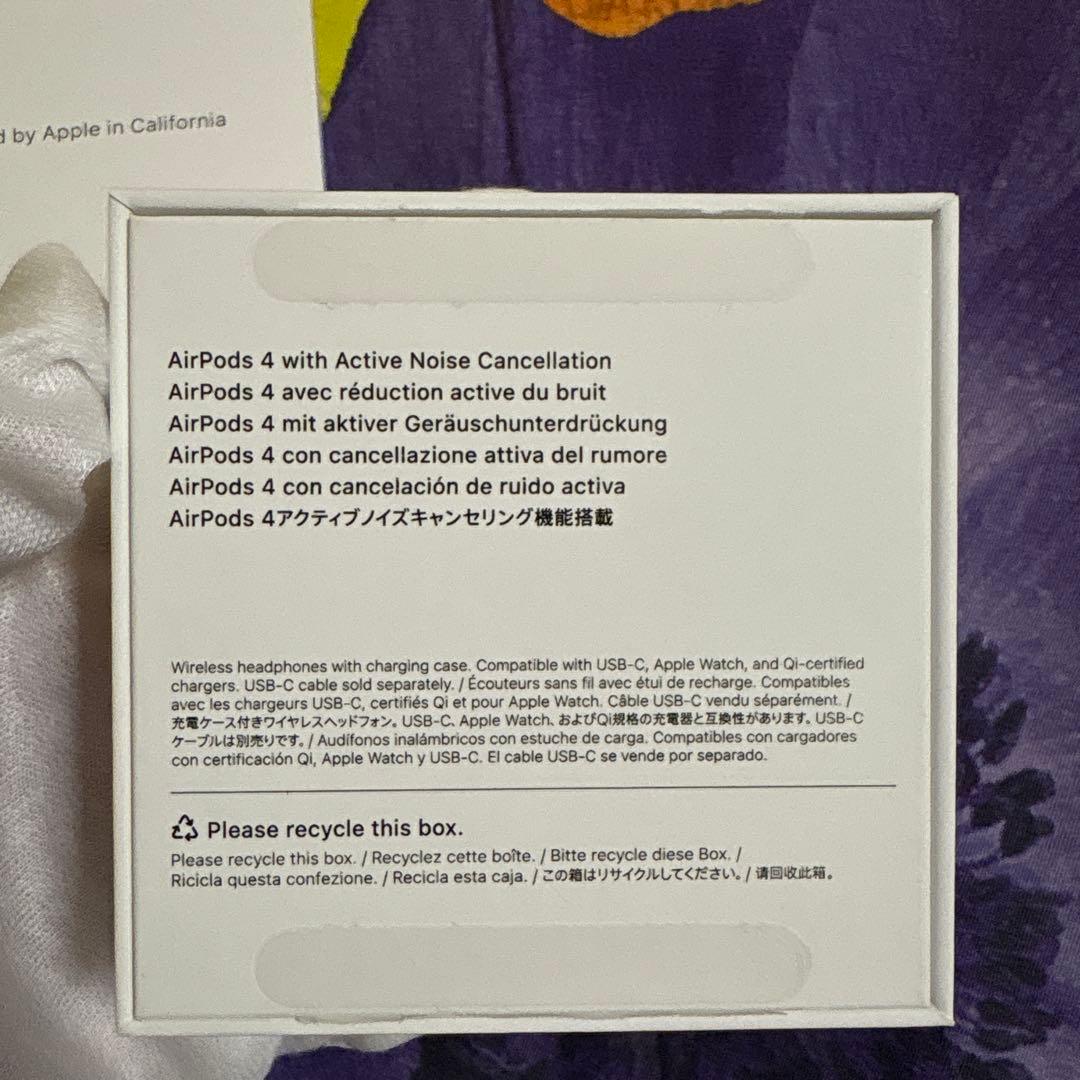 by Apple in California
AirPods 4 with Active Noise Cancellation
AirPods 4 avec réduction active du bruit
AirPods 4 mit aktiver Geräuschunterdrückung
AirPods 4 con cancellazione attiva del rumore
AirPods 4 con cancelación de ruido activa
AirPods 4アクティブノイズキャンセリング機能搭載
Wireless headphones with charging case. Compatible with USB-C, Apple Watch, and Qi-certified
chargers. USB-C cable sold separately. / Écouteurs sans fil avec étui de recharge. Compatibles
avec les chargeurs USB-C, certifiés Qi et pour Apple Watch. Câble USB-C vendu séparément. /
充電ケース付きワイヤレスヘッドフォン。USB-C、Apple Watch、およびQi規格の充電器と互換性があります。USB-C
ケーブルは別売りです。/ Audífonos inalámbricos con estuche de carga. Compatibles con cargadores
con certificación Qi, Apple Watch y USB-C. El cable USB-C se vende por separado.
Please recycle this box.
Please recycle this box. / Recyclez cette boîte. / Bitte recycle diese Box. /
Ricicla questa confezione. / Recicla esta caja. / この箱はリサイクルしてください。/ 请回收此箱。